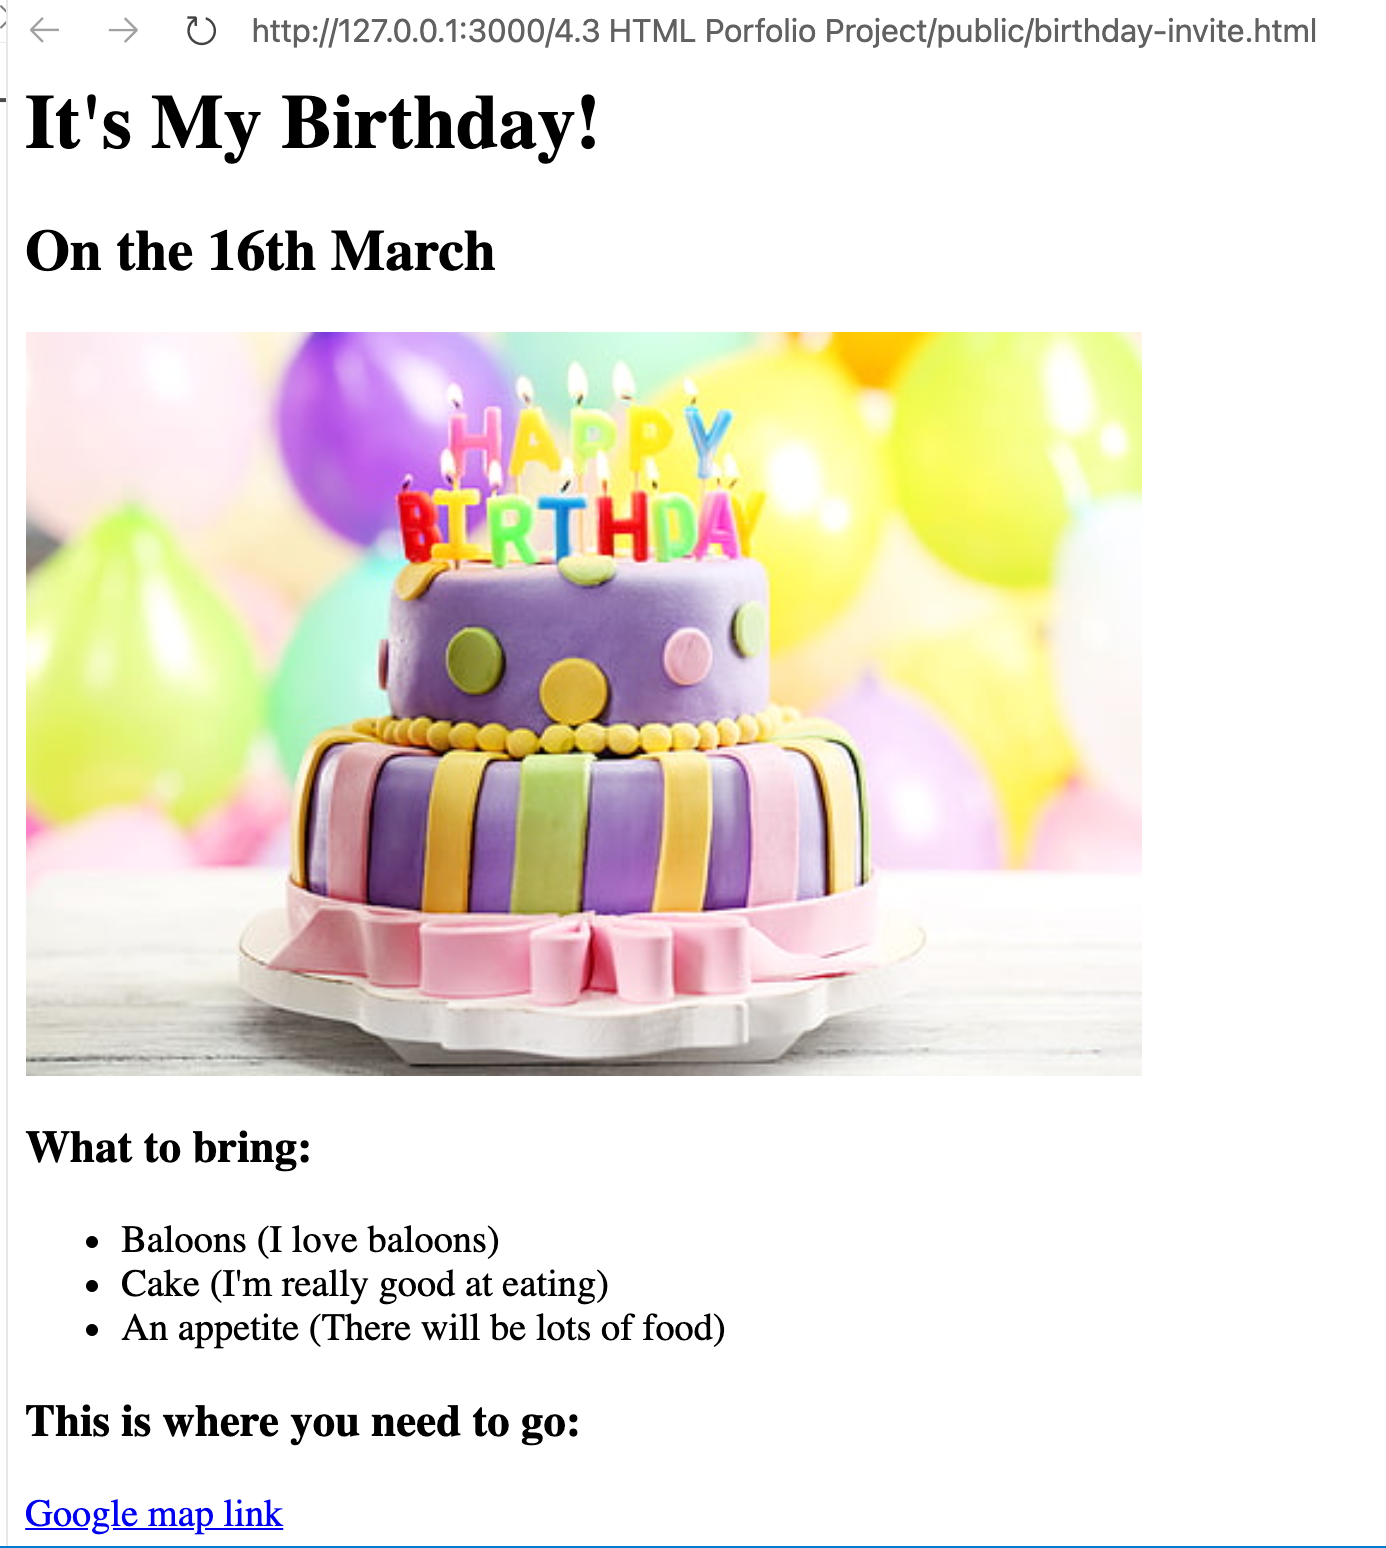 http://127.0.0.1:3000/4.3 HTML Porfolio Project/public/birthday-invite.html
It's My Birthday!
On the 16th March
HAPPY
BIRTHDAY
What to bring:
• Baloons (I love baloons)
• Cake (I'm really good at eating)
• An appetite (There will be lots of food)
This is where you need to go:
Google map link